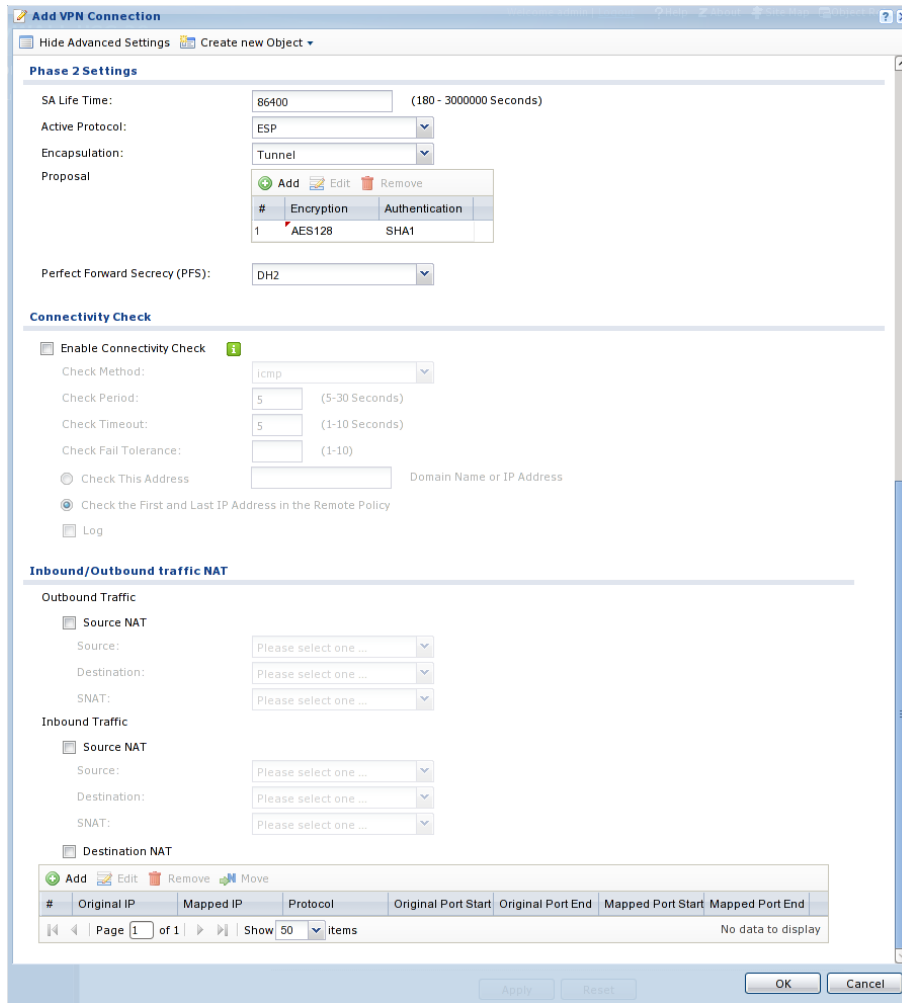 Add VPN Connection
Hide Advanced Settings Create new Object
Phase 2 Settings
SA Life Time: 86400 (180 - 3000000 Seconds)
Active Protocol: ESP
Encapsulation: Tunnel
Proposal
Add Edit Remove
# Encryption Authentication
1 AES128 SHA1
Perfect Forward Secrecy (PFS): DH2
Connectivity Check
Enable Connectivity Check
Check Method: icmp
Check Period: 5 (5-30 Seconds)
Check Timeout: 5 (1-10 Seconds)
Check Fail Tolerance: (1-10)
Check This Address Domain Name or IP Address
Check the First and Last IP Address in the Remote Policy
Log
Inbound/Outbound traffic NAT
Outbound Traffic
Source NAT
Source: Please select one ...
Destination: Please select one ...
SNAT: Please select one ...
Inbound Traffic
Source NAT
Source: Please select one ...
Destination: Please select one ...
SNAT: Please select one ...
Destination NAT
Add Edit Remove Move
# Original IP Mapped IP Protocol Original Port Start Original Port End Mapped Port Start Mapped Port End
Page 1 of 1 Show 50 items No data to display
Apply Reset
OK Cancel